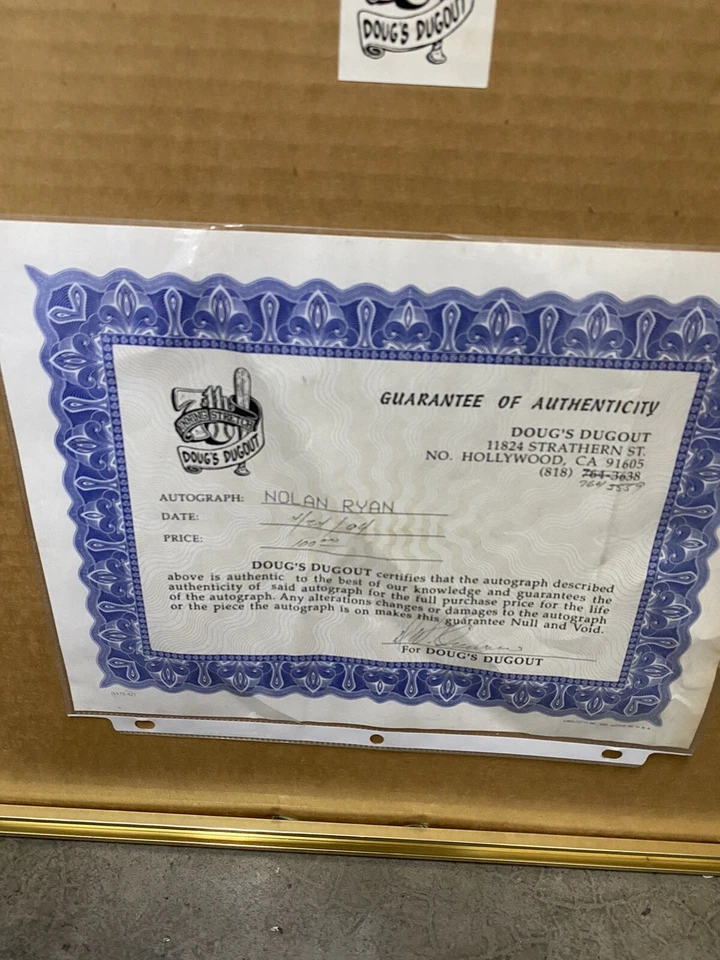 DOUG'S DUGOUT
7th
INNING STRETCH
DOUG'S DUGOUT
GUARANTEE OF AUTHENTICITY
DOUG'S DUGOUT
11824 STRATHERN ST.
NO. HOLLYWOOD, CA 91605
(818) 764-3638
AUTOGRAPH: NOLAN RYAN
DATE:
PRICE: 100
DOUG'S DUGOUT certifies that the autograph described
above is authentic to the best of our knowledge and guarantees the
authenticity of said autograph for the full purchase price for the life
of the autograph. Any alterations changes or damages to the autograph
or the piece the autograph is on makes this guarantee Null and Void.
For DOUG'S DUGOUT